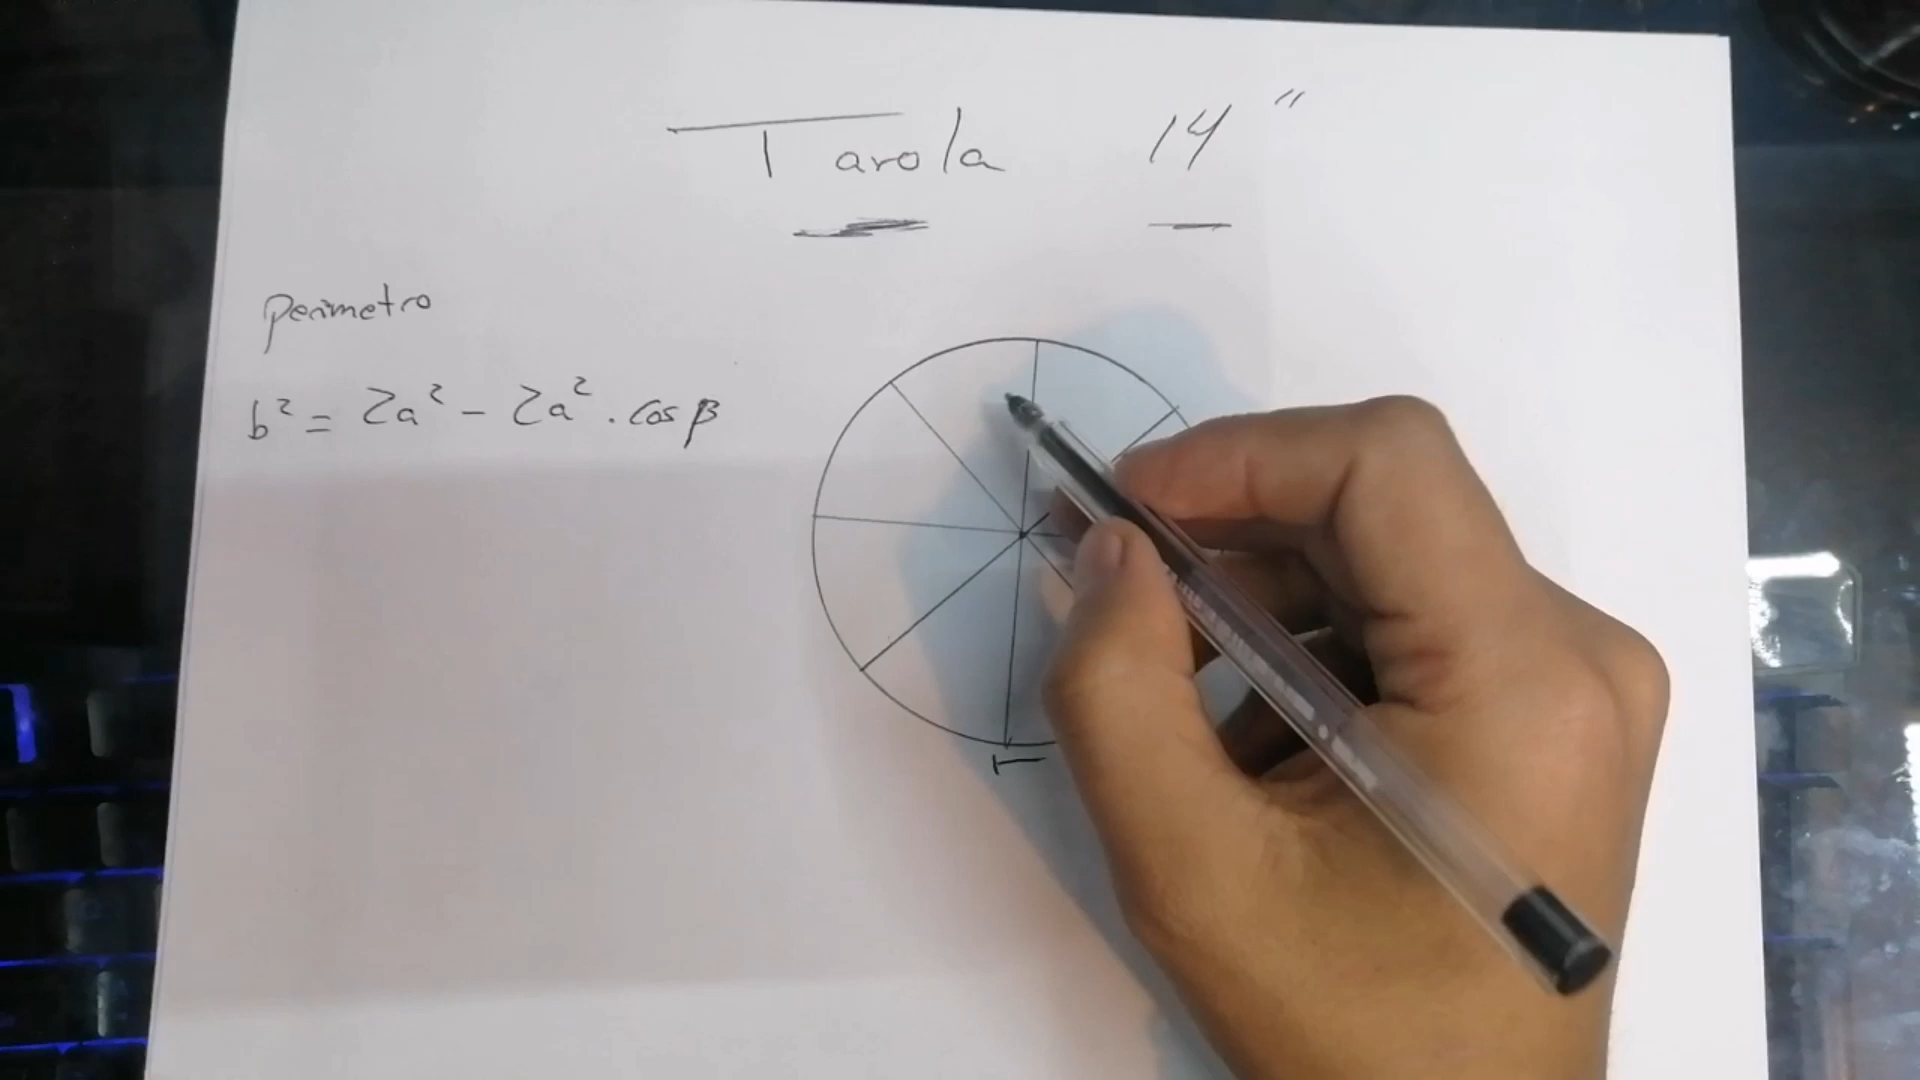 Tarola 14"
perimetro
b² = 2a² - 2a² . cos β